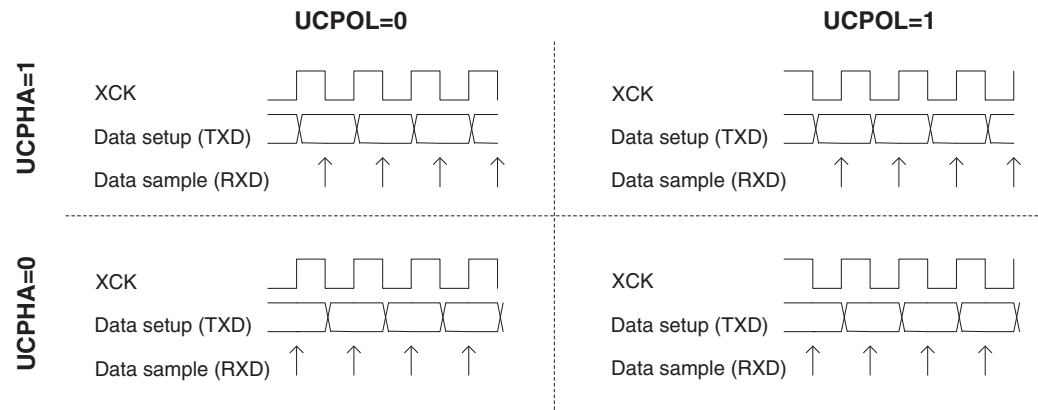 UCPOL=0 UCPOL=1
UCPHA=1
XCK
Data setup (TXD)
Data sample (RXD)
XCK
Data setup (TXD)
Data sample (RXD)
UCPHA=0
XCK
Data setup (TXD)
Data sample (RXD)
XCK
Data setup (TXD)
Data sample (RXD)